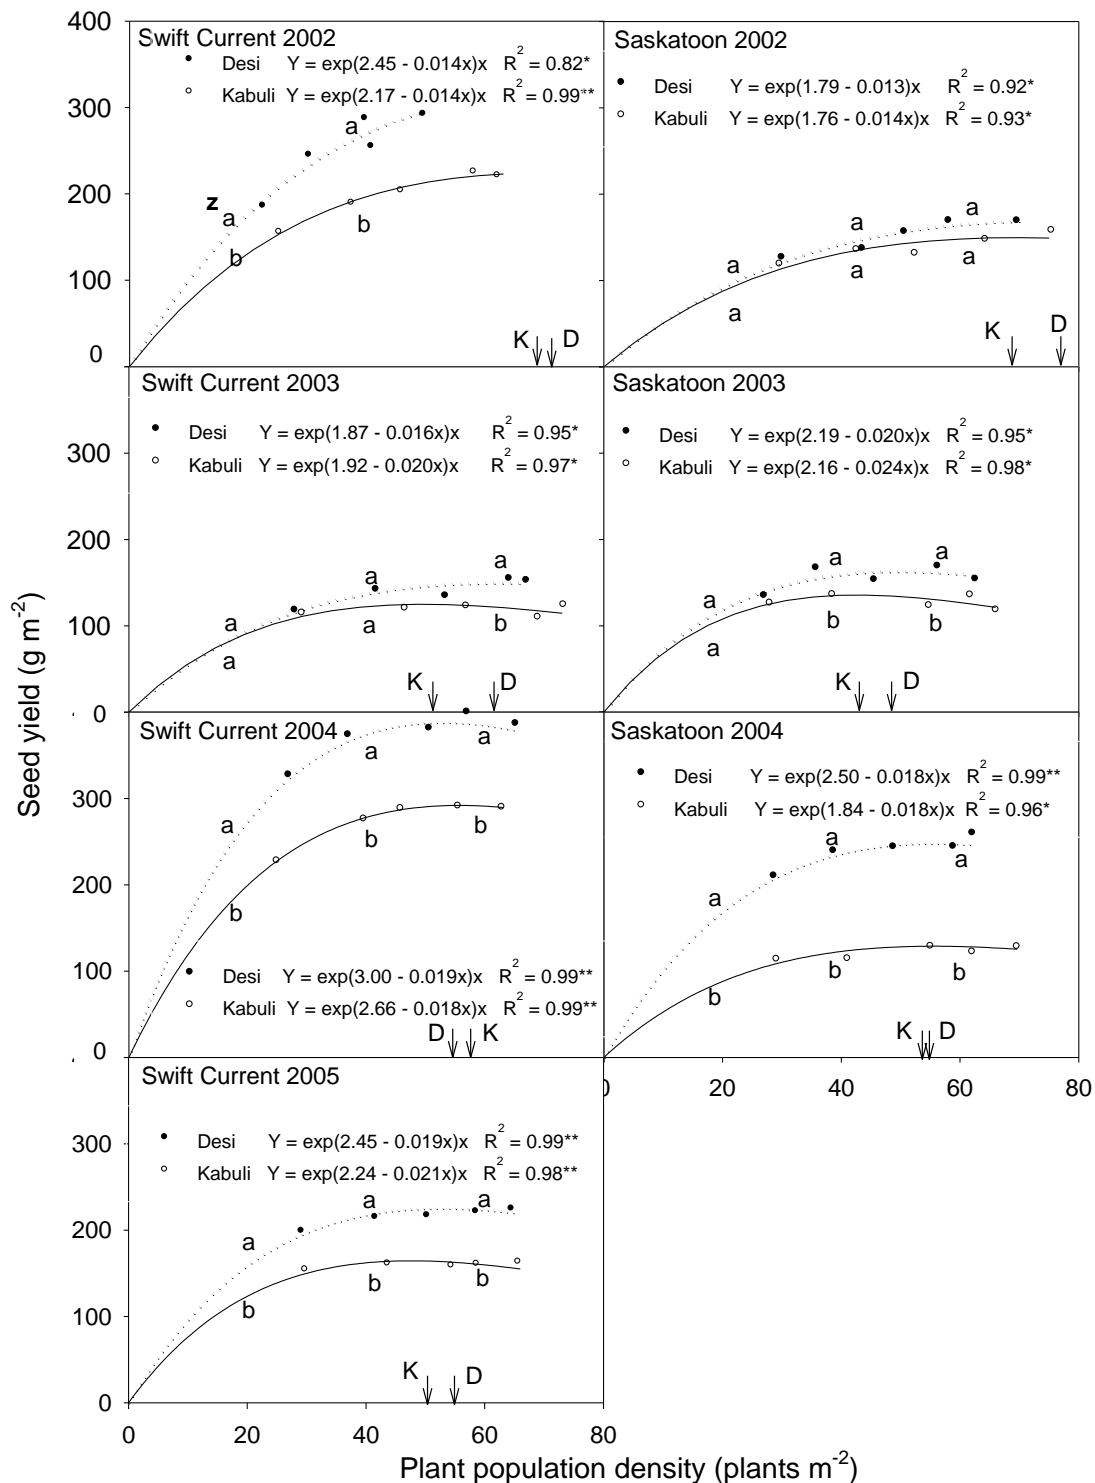 400
Swift Current 2002
Desi Y = exp(2.45 - 0.014x)x R2 = 0.82*
Kabuli Y = exp(2.17 - 0.014x)x R2 = 0.99**
300
a
200
z
a
b
b
100
K D
0
Saskatoon 2002
Desi Y = exp(1.79 - 0.013)x R2 = 0.92*
Kabuli Y = exp(1.76 - 0.014x)x R2 = 0.93*
a a a
a a a
K D
Swift Current 2003
Desi Y = exp(1.87 - 0.016x)x R2 = 0.95*
Kabuli Y = exp(1.92 - 0.020x)x R2 = 0.97*
300
200
a a a
100
a a b
K D
0
Saskatoon 2003
Desi Y = exp(2.19 - 0.020x)x R2 = 0.95*
Kabuli Y = exp(2.16 - 0.024x)x R2 = 0.98*
a a a
a b b
K D
Swift Current 2004
a a
300
a
b b
200
b
100
Desi Y = exp(3.00 - 0.019x)x R2 = 0.99**
Kabuli Y = exp(2.66 - 0.018x)x R2 = 0.99**
D K
0
Saskatoon 2004
Desi Y = exp(2.50 - 0.018x)x R2 = 0.99**
Kabuli Y = exp(1.84 - 0.018x)x R2 = 0.96*
a a
a
b b b
K D
0 20 40 60 80
Swift Current 2005
Desi Y = exp(2.45 - 0.019x)x R2 = 0.99**
Kabuli Y = exp(2.24 - 0.021x)x R2 = 0.98**
300
200
a a a
b b b
100
K D
0
0 20 40 60 80
Seed yield (g m-2)
Plant population density (plants m-2)